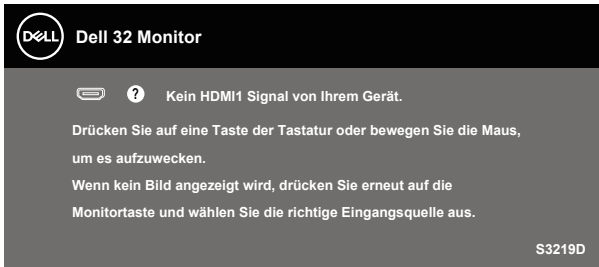 DELL Dell 32 Monitor
? Kein HDMI1 Signal von Ihrem Gerät.
Drücken Sie auf eine Taste der Tastatur oder bewegen Sie die Maus,
um es aufzuwecken.
Wenn kein Bild angezeigt wird, drücken Sie erneut auf die
Monitortaste und wählen Sie die richtige Eingangsquelle aus.
S3219D